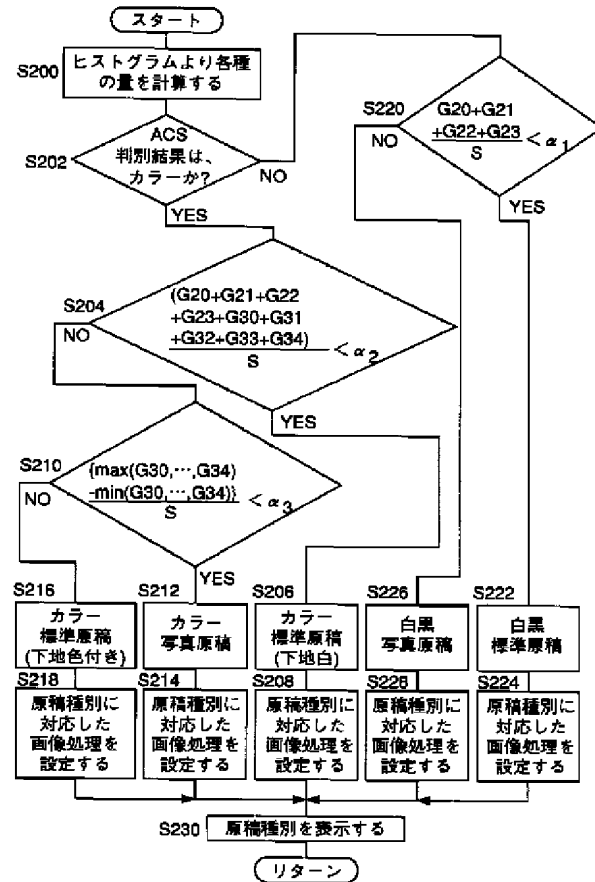 スタート
S200
ヒストグラムより各種
の量を計算する
S202
ACS
判別結果は、
カラーか?
NO
YES
S220
G20+G21
+G22+G23
S
< α1
NO
YES
S204
(G20+G21+G22
+G23+G30+G31
+G32+G33+G34)
S
< α2
NO
YES
S210
{max(G30,…,G34)
-min(G30,…,G34)}
S
< α3
NO
YES
S216
カラー
標準原稿
(下地色付き)
S212
カラー
写真原稿
S206
カラー
標準原稿
(下地白)
S226
白黒
写真原稿
S222
白黒
標準原稿
S218
原稿種別に
対応した
画像処理を
設定する
S214
原稿種別に
対応した
画像処理を
設定する
S208
原稿種別に
対応した
画像処理を
設定する
S226
原稿種別に
対応した
画像処理を
設定する
S224
原稿種別に
対応した
画像処理を
設定する
S230
原稿種別を表示する
リターン